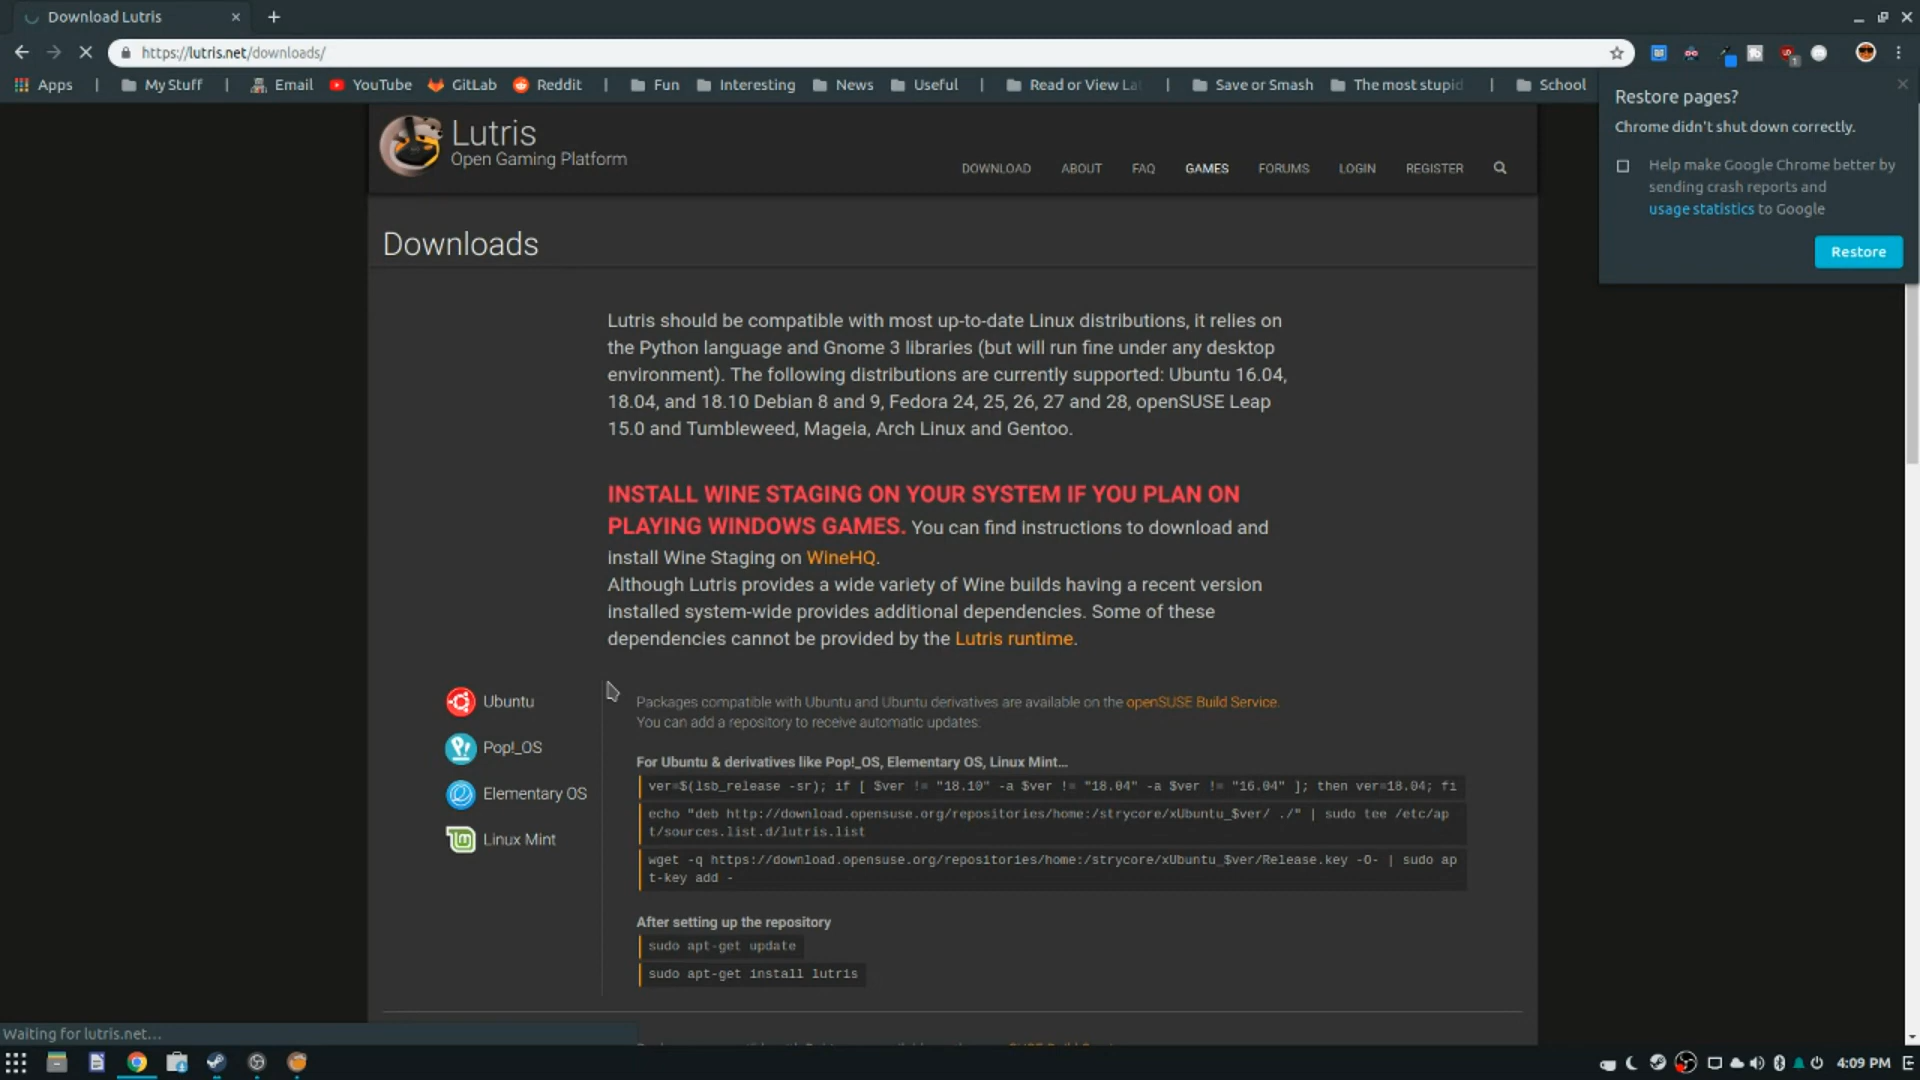 Download Lutris
https://lutris.net/downloads/
Apps | My Stuff | Email YouTube GitLab Reddit | Fun Interesting News Useful | Read or View La | Save or Smash The most stupid | School
Restore pages?
Chrome didn't shut down correctly.
Help make Google Chrome better by
sending crash reports and
usage statistics to Google
Restore
Lutris
Open Gaming Platform
DOWNLOAD ABOUT FAQ GAMES FORUMS LOGIN REGISTER
Downloads
Lutris should be compatible with most up-to-date Linux distributions, it relies on
the Python language and Gnome 3 libraries (but will run fine under any desktop
environment). The following distributions are currently supported: Ubuntu 16.04,
18.04, and 18.10 Debian 8 and 9, Fedora 24, 25, 26, 27 and 28, openSUSE Leap
15.0 and Tumbleweed, Mageia, Arch Linux and Gentoo.
INSTALL WINE STAGING ON YOUR SYSTEM IF YOU PLAN ON
PLAYING WINDOWS GAMES. You can find instructions to download and
install Wine Staging on WineHQ.
Although Lutris provides a wide variety of Wine builds having a recent version
installed system-wide provides additional dependencies. Some of these
dependencies cannot be provided by the Lutris runtime.
Ubuntu
Pop!_OS
Elementary OS
Linux Mint
Packages compatible with Ubuntu and Ubuntu derivatives are available on the openSUSE Build Service.
You can add a repository to receive automatic updates:
For Ubuntu & derivatives like Pop!_OS, Elementary OS, Linux Mint...
ver=$(lsb_release -sr); if [ $ver != "18.10" -a $ver != "18.04" -a $ver != "16.04" ]; then ver=18.04; fi
echo "deb http://download.opensuse.org/repositories/home:/strycore/xUbuntu_$ver/ ./" | sudo tee /etc/ap
t/sources.list.d/lutris.list
wget -q https://download.opensuse.org/repositories/home:/strycore/xUbuntu_$ver/Release.key -O- | sudo ap
t-key add -
After setting up the repository
sudo apt-get update
sudo apt-get install lutris
Waiting for lutris.net...
4:09 PM